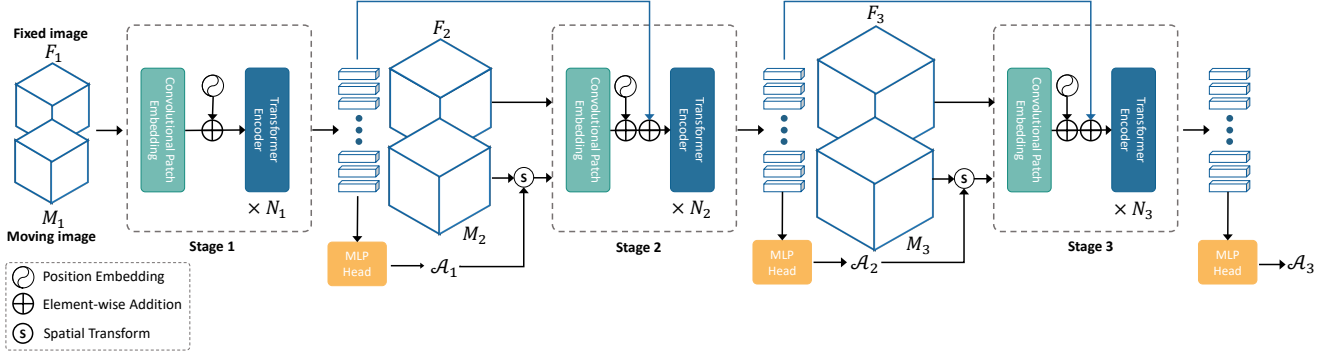 Fixed image
F₁
M₁
Moving image
Convolutional Patch
Embedding
Transformer
Encoder
× N₁
Stage 1
MLP
Head
𝒜₁
F₂
M₂
S
Convolutional Patch
Embedding
Transformer
Encoder
× N₂
Stage 2
MLP
Head
𝒜₂
F₃
M₃
S
Convolutional Patch
Embedding
Transformer
Encoder
× N₃
Stage 3
MLP
Head
𝒜₃
Position Embedding
Element-wise Addition
S Spatial Transform